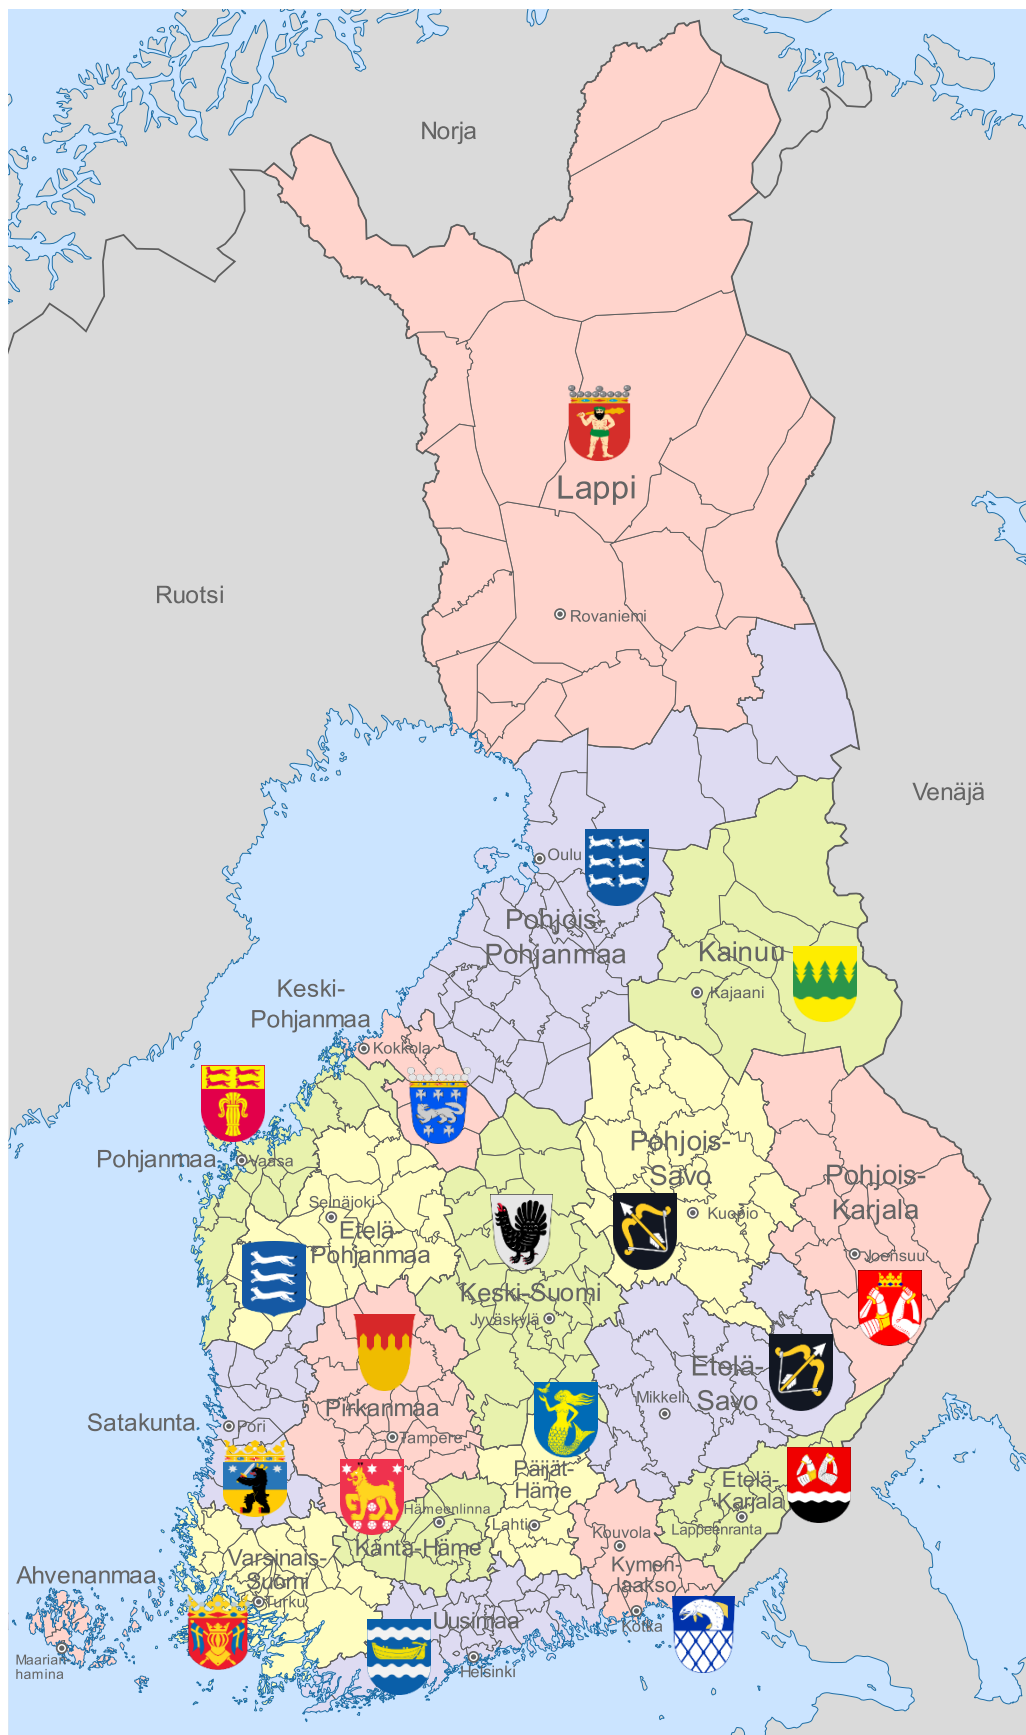 Norja
Lappi
Ruotsi
Rovaniemi
Venäjä
Oulu
Pohjois-
Pohjanmaa
Kainuu
Kajaani
Keski-
Pohjanmaa
Kokkola
Pohjanmaa
Vaasa
Pohjois-
Savo
Kuopio
Pohjois-
Karjala
Joensuu
Seinäjoki
Etelä-
Pohjanmaa
Keski-Suomi
Jyväskylä
Etelä-
Savo
Mikkeli
Satakunta
Pori
Pirkanmaa
Tampere
Päijät-
Häme
Lahti
Etelä-
Karjala
Lappeenranta
Hämeenlinna
Kanta-Häme
Kouvola
Kymen-
laakso
Kotka
Varsinais-
Suomi
Turku
Ahvenanmaa
Maarian
hamina
Uusimaa
Helsinki